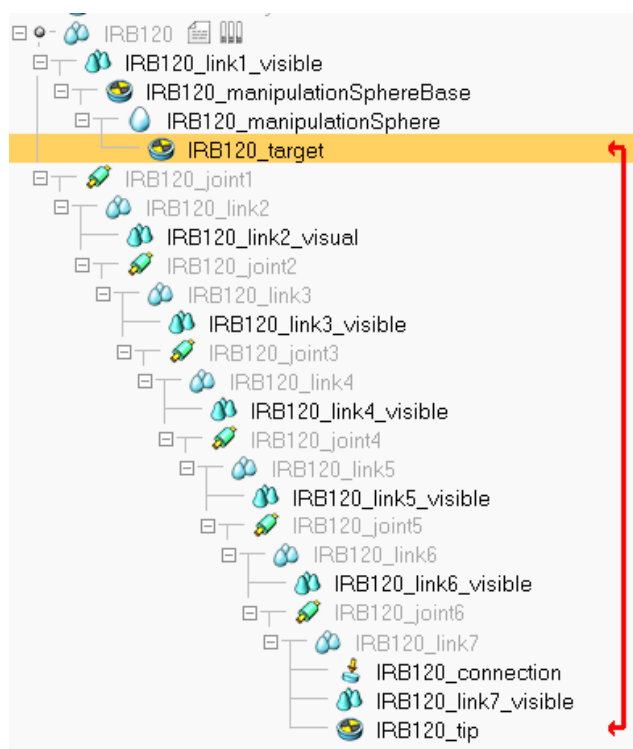 IRB120
IRB120_link1_visible
IRB120_manipulationSphereBase
IRB120_manipulationSphere
IRB120_target
IRB120_joint1
IRB120_link2
IRB120_link2_visual
IRB120_joint2
IRB120_link3
IRB120_link3_visible
IRB120_joint3
IRB120_link4
IRB120_link4_visible
IRB120_joint4
IRB120_link5
IRB120_link5_visible
IRB120_joint5
IRB120_link6
IRB120_link6_visible
IRB120_joint6
IRB120_link7
IRB120_connection
IRB120_link7_visible
IRB120_tip